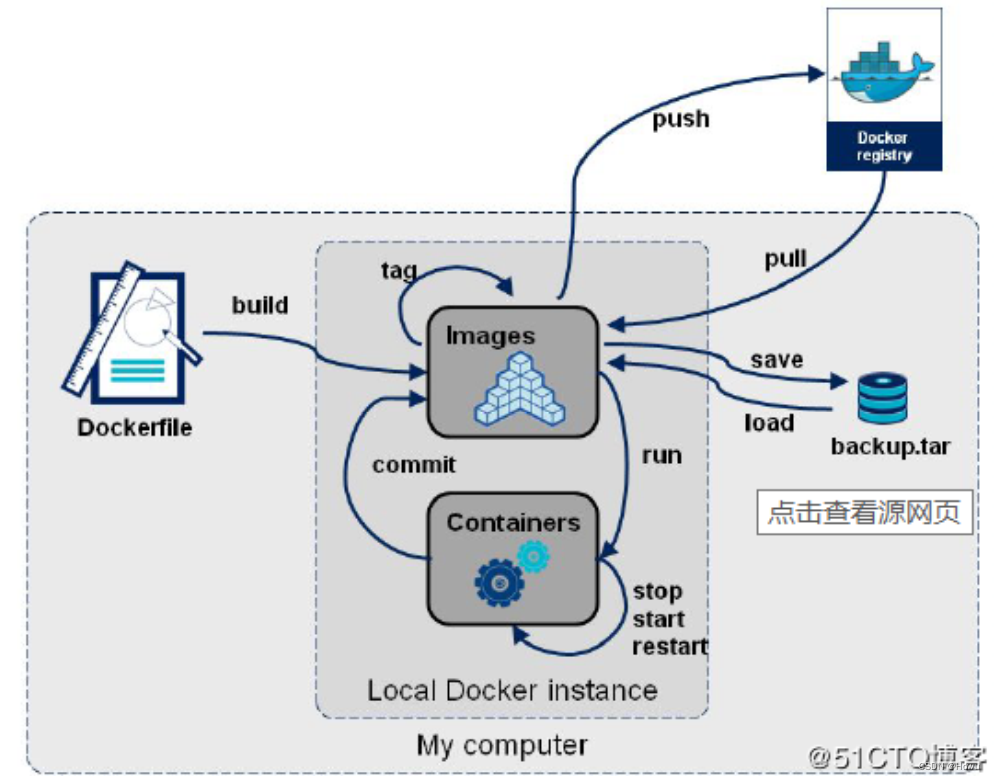 push
Docker
registry
pull
tag
build
Images
save
load
Dockerfile
backup.tar
commit
run
点击查看源网页
Containers
stop
start
restart
Local Docker instance
My computer
@51CTO博客